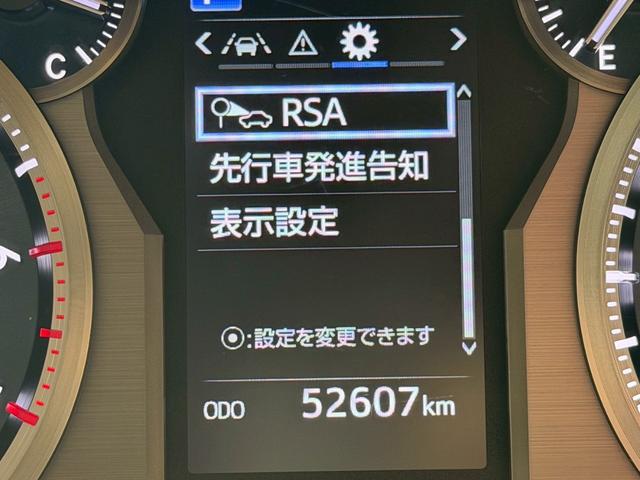 C
E
RSA
先行車発進告知
表示設定
⦿:設定を変更できます
ODO 52607km